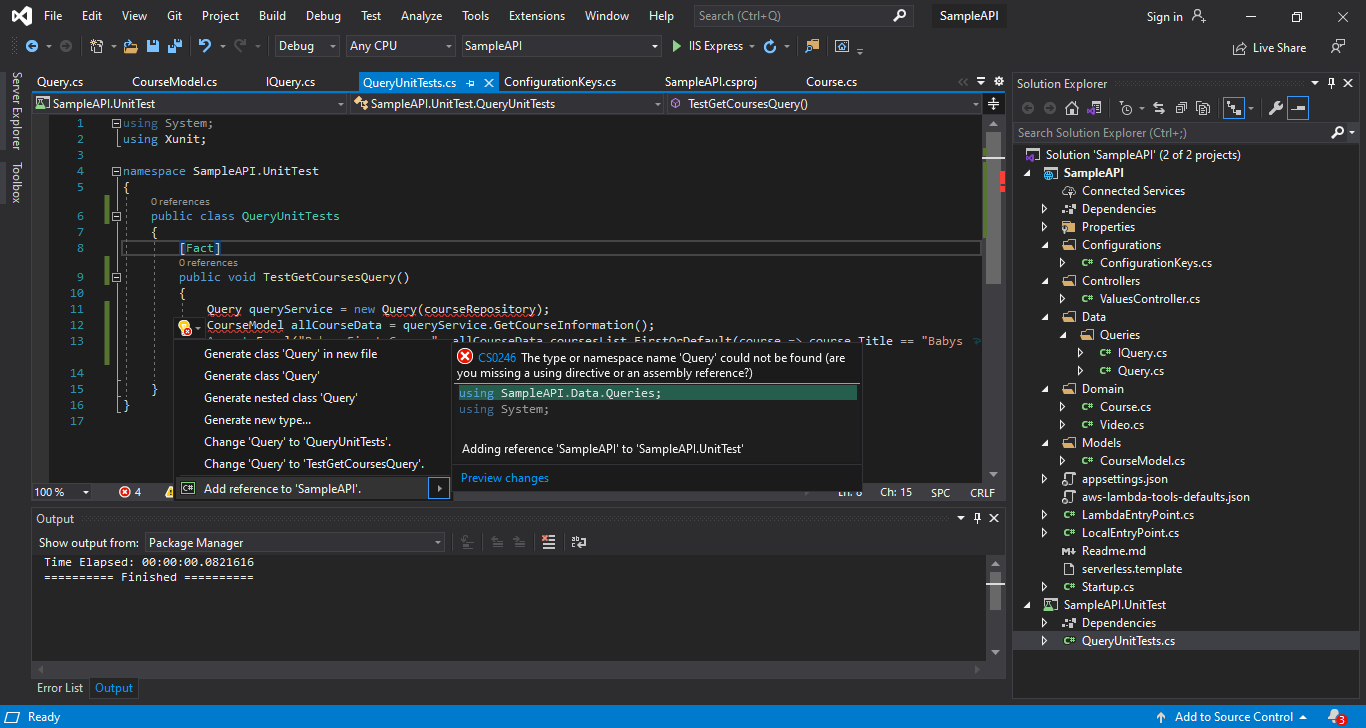 File Edit View Git Project Build Debug Test Analyze Tools Extensions Window Help Search (Ctrl+Q) SampleAPI Sign in
Debug Any CPU SampleAPI IIS Express Live Share
Server Explorer
Toolbox
Query.cs CourseModel.cs IQuery.cs QueryUnitTests.cs ConfigurationKeys.cs SampleAPI.csproj Course.cs
SampleAPI.UnitTest SampleAPI.UnitTest.QueryUnitTests TestGetCoursesQuery()
1 using System;
2 using Xunit;
3
4 namespace SampleAPI.UnitTest
5 {
0 references
6 public class QueryUnitTests
7 {
8 [Fact]
0 references
9 public void TestGetCoursesQuery()
10 {
11 Query queryService = new Query(courseRepository);
12 CourseModel allCourseData = queryService.GetCourseInformation();
13 course.Title == "Babys
14
15 }
16 }
17
Generate class 'Query' in new file
Generate class 'Query'
Generate nested class 'Query'
Generate new type...
Change 'Query' to 'QueryUnitTests'.
Change 'Query' to 'TestGetCoursesQuery'.
Add reference to 'SampleAPI'.
CS0246 The type or namespace name 'Query' could not be found (are
you missing a using directive or an assembly reference?)
using SampleAPI.Data.Queries;
using System;
Adding reference 'SampleAPI' to 'SampleAPI.UnitTest'
Preview changes
100 % 4 Ln: 8 Ch: 15 SPC CRLF
Output
Show output from: Package Manager
Time Elapsed: 00:00:00.0821616
========== Finished ==========
Error List Output
Solution Explorer
Search Solution Explorer (Ctrl+;)
Solution 'SampleAPI' (2 of 2 projects)
SampleAPI
Connected Services
Dependencies
Properties
Configurations
C# ConfigurationKeys.cs
Controllers
C# ValuesController.cs
Data
Queries
C# IQuery.cs
C# Query.cs
Domain
C# Course.cs
C# Video.cs
Models
C# CourseModel.cs
appsettings.json
aws-lambda-tools-defaults.json
C# LambdaEntryPoint.cs
C# LocalEntryPoint.cs
Readme.md
serverless.template
C# Startup.cs
SampleAPI.UnitTest
Dependencies
C# QueryUnitTests.cs
Ready Add to Source Control 3